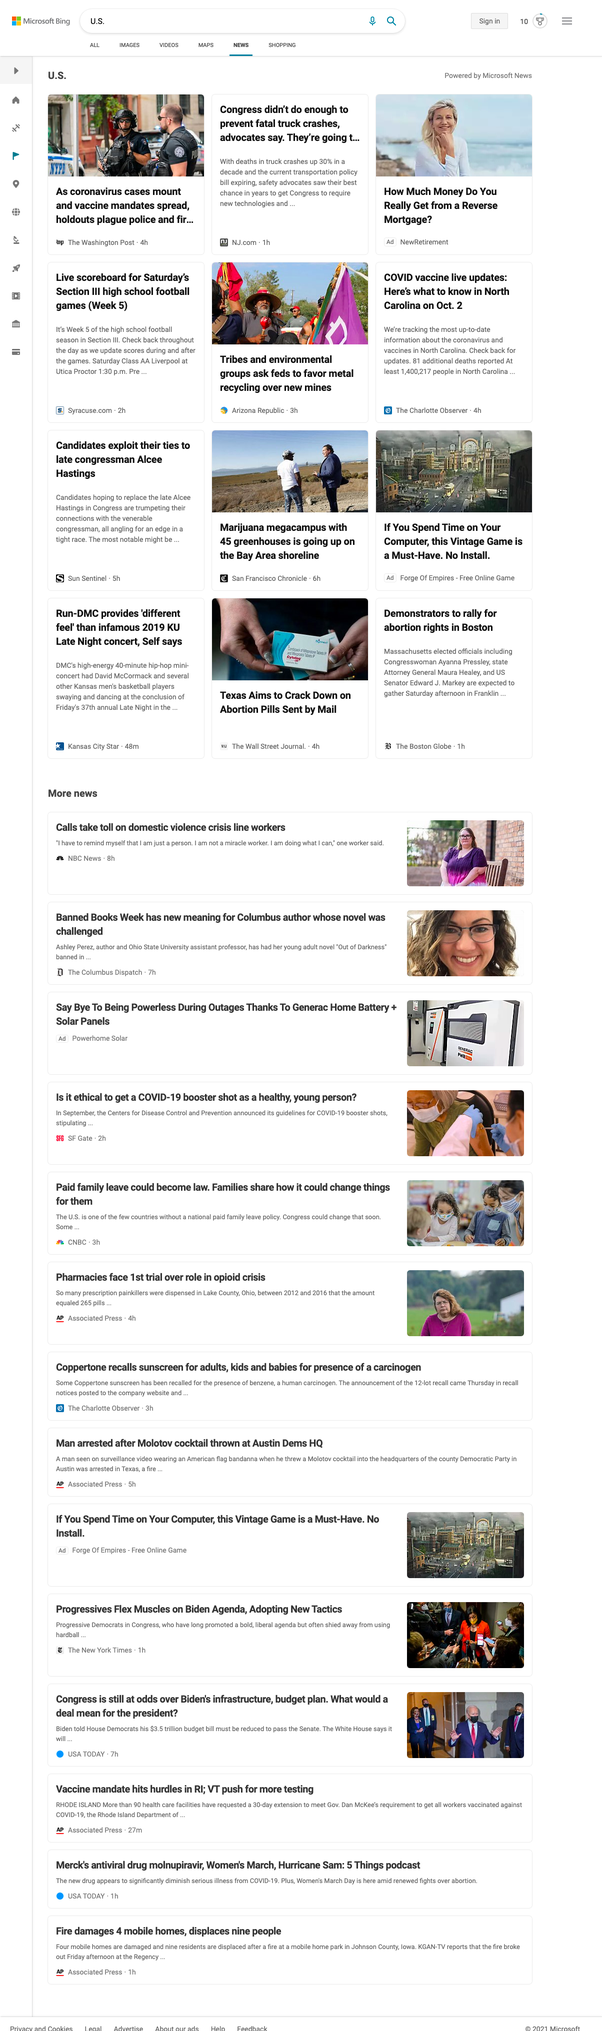 Microsoft Bing
U.S.
Sign in
10
ALL
IMAGES
VIDEOS
MAPS
NEWS
SHOPPING
U.S.
Powered by Microsoft News
As coronavirus cases mount
and vaccine mandates spread,
holdouts plague police and fir...
The Washington Post · 4h
Congress didn't do enough to
prevent fatal truck crashes,
advocates say. They're going t...
With deaths in truck crashes up 30% in a
decade and the current transportation policy
bill expiring, safety advocates saw their best
chance in years to get Congress to require
new technologies and ...
NJ.com · 1h
How Much Money Do You
Really Get from a Reverse
Mortgage?
Ad NewRetirement
Live scoreboard for Saturday's
Section III high school football
games (Week 5)
It's Week 5 of the high school football
season in Section III. Check back throughout
the day as we update scores during and after
the games. Saturday Class AA Liverpool at
Utica Proctor 1:30 p.m. Pre ...
Syracuse.com · 2h
Tribes and environmental
groups ask feds to favor metal
recycling over new mines
Arizona Republic · 3h
COVID vaccine live updates:
Here's what to know in North
Carolina on Oct. 2
We're tracking the most up-to-date
information about the coronavirus and
vaccines in North Carolina. Check back for
updates. 81 additional deaths reported At
least 1,400,217 people in North Carolina ...
The Charlotte Observer · 4h
Candidates exploit their ties to
late congressman Alcee
Hastings
Candidates hoping to replace the late Alcee
Hastings in Congress are trumpeting their
connections with the venerable
congressman, all angling for an edge in a
tight race. The most notable might be ...
Sun Sentinel · 5h
Marijuana megacampus with
45 greenhouses is going up on
the Bay Area shoreline
San Francisco Chronicle · 6h
If You Spend Time on Your
Computer, this Vintage Game is
a Must-Have. No Install.
Ad Forge Of Empires - Free Online Game
Run-DMC provides 'different
feel' than infamous 2019 KU
Late Night concert, Self says
DMC's high-energy 40-minute hip-hop mini-
concert had David McCormack and several
other Kansas men's basketball players
swaying and dancing at the conclusion of
Friday's 37th annual Late Night in the ...
Kansas City Star · 48m
Texas Aims to Crack Down on
Abortion Pills Sent by Mail
The Wall Street Journal. · 4h
Demonstrators to rally for
abortion rights in Boston
Massachusetts elected officials including
Congresswoman Ayanna Pressley, state
Attorney General Maura Healey, and US
Senator Edward J. Markey are expected to
gather Saturday afternoon in Franklin ...
The Boston Globe · 1h
More news
Calls take toll on domestic violence crisis line workers
"I have to remind myself that I am just a person. I am not a miracle worker. I am doing what I can," one worker said.
NBC News · 8h
Banned Books Week has new meaning for Columbus author whose novel was
challenged
Ashley Perez, author and Ohio State University assistant professor, has had her young adult novel "Out of Darkness"
banned in ...
The Columbus Dispatch · 7h
Say Bye To Being Powerless During Outages Thanks To Generac Home Battery +
Solar Panels
Ad Powerhome Solar
Is it ethical to get a COVID-19 booster shot as a healthy, young person?
In September, the Centers for Disease Control and Prevention announced its guidelines for COVID-19 booster shots,
stipulating ...
SF Gate · 2h
Paid family leave could become law. Families share how it could change things
for them
The U.S. is one of the few countries without a national paid family leave policy. Congress could change that soon.
Some ...
CNBC · 3h
Pharmacies face 1st trial over role in opioid crisis
So many prescription painkillers were dispensed in Lake County, Ohio, between 2012 and 2016 that the amount
equaled 265 pills ...
AP Associated Press · 4h
Coppertone recalls sunscreen for adults, kids and babies for presence of a carcinogen
Some Coppertone sunscreen has been recalled for the presence of benzene, a human carcinogen. The announcement of the 12-lot recall came Thursday in recall
notices posted to the company website and ...
The Charlotte Observer · 3h
Man arrested after Molotov cocktail thrown at Austin Dems HQ
A man seen on surveillance video wearing an American flag bandanna when he threw a Molotov cocktail into the headquarters of the county Democratic Party in
Austin was arrested in Texas, a fire ...
AP Associated Press · 5h
If You Spend Time on Your Computer, this Vintage Game is a Must-Have. No
Install.
Ad Forge Of Empires - Free Online Game
Progressives Flex Muscles on Biden Agenda, Adopting New Tactics
Progressive Democrats in Congress, who have long promoted a bold, liberal agenda but often shied away from using
hardball ...
The New York Times · 1h
Congress is still at odds over Biden's infrastructure, budget plan. What would a
deal mean for the president?
Biden told House Democrats his $3.5 trillion budget bill must be reduced to pass the Senate. The White House says it
will ...
USA TODAY · 7h
Vaccine mandate hits hurdles in RI; VT push for more testing
RHODE ISLAND More than 90 health care facilities have requested a 30-day extension to meet Gov. Dan McKee's requirement to get all workers vaccinated against
COVID-19, the Rhode Island Department of ...
AP Associated Press · 27m
Merck's antiviral drug molnupiravir, Women's March, Hurricane Sam: 5 Things podcast
The new drug appears to significantly diminish serious illness from COVID-19. Plus, Women's March Day is here amid renewed fights over abortion.
USA TODAY · 1h
Fire damages 4 mobile homes, displaces nine people
Four mobile homes are damaged and nine residents are displaced after a fire at a mobile home park in Johnson County, Iowa. KGAN-TV reports that the fire broke
out Friday afternoon at the Regency ...
AP Associated Press · 1h
Privacy and Cookies
Legal
Advertise
About our ads
Help
Feedback
© 2021 Microsoft